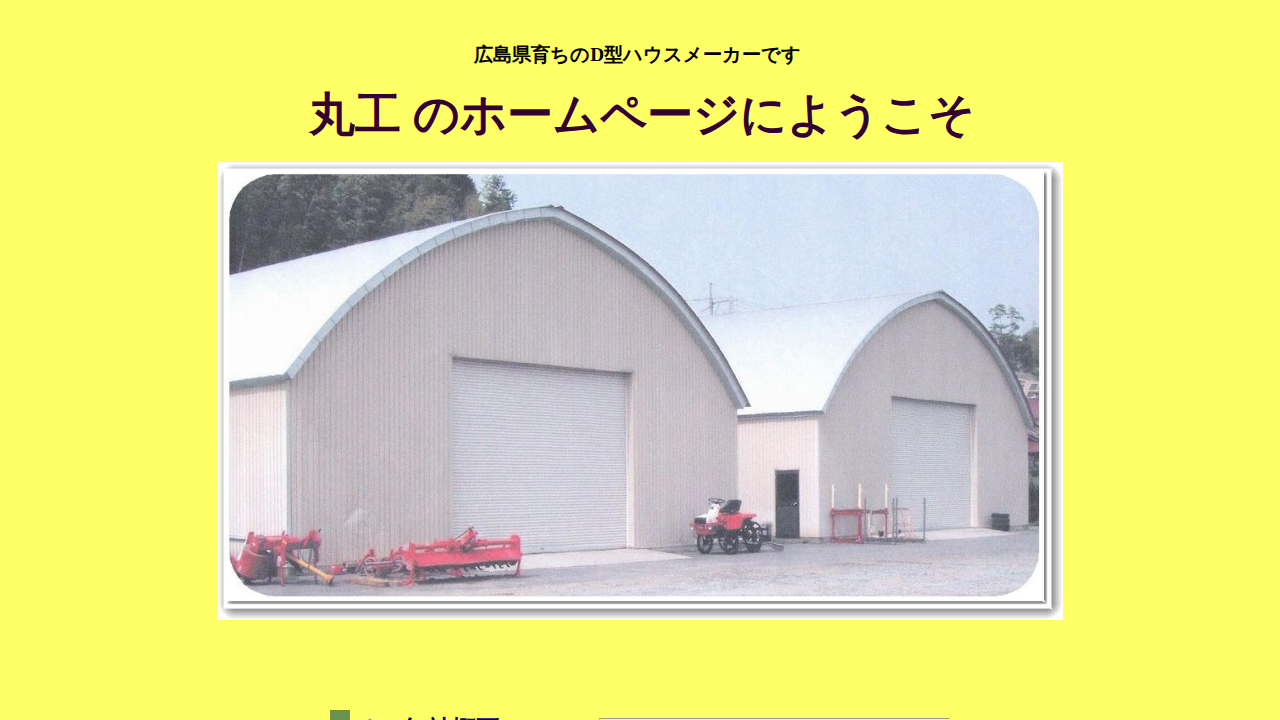 広島県育ちのD型ハウスメーカーです
丸工 のホームページにようこそ